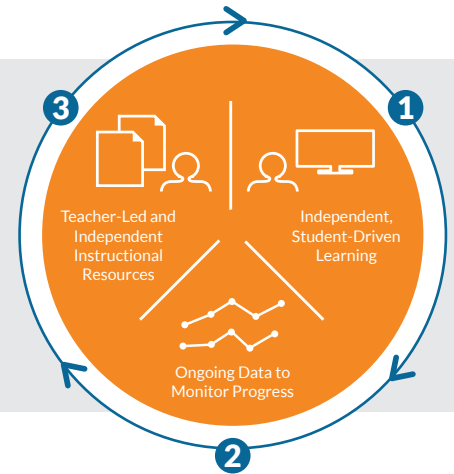 3
1
Teacher-Led and
Independent
Instructional
Resources
Independent,
Student-Driven
Learning
Ongoing Data to
Monitor Progress
2